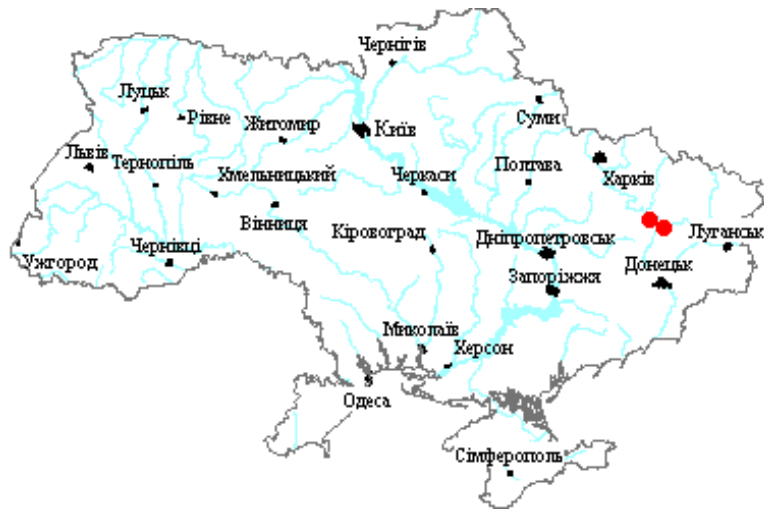 Чернігів
Луцьк
Рівне
Житомир
Київ
Суми
Львів
Тернопіль
Хмельницький
Черкаси
Полтава
Харків
Вінниця
Кіровоград
Дніпропетровськ
Луганськ
Ужгород
Чернівці
Запоріжжя
Донецьк
Миколаїв
Херсон
Одеса
Сімферополь